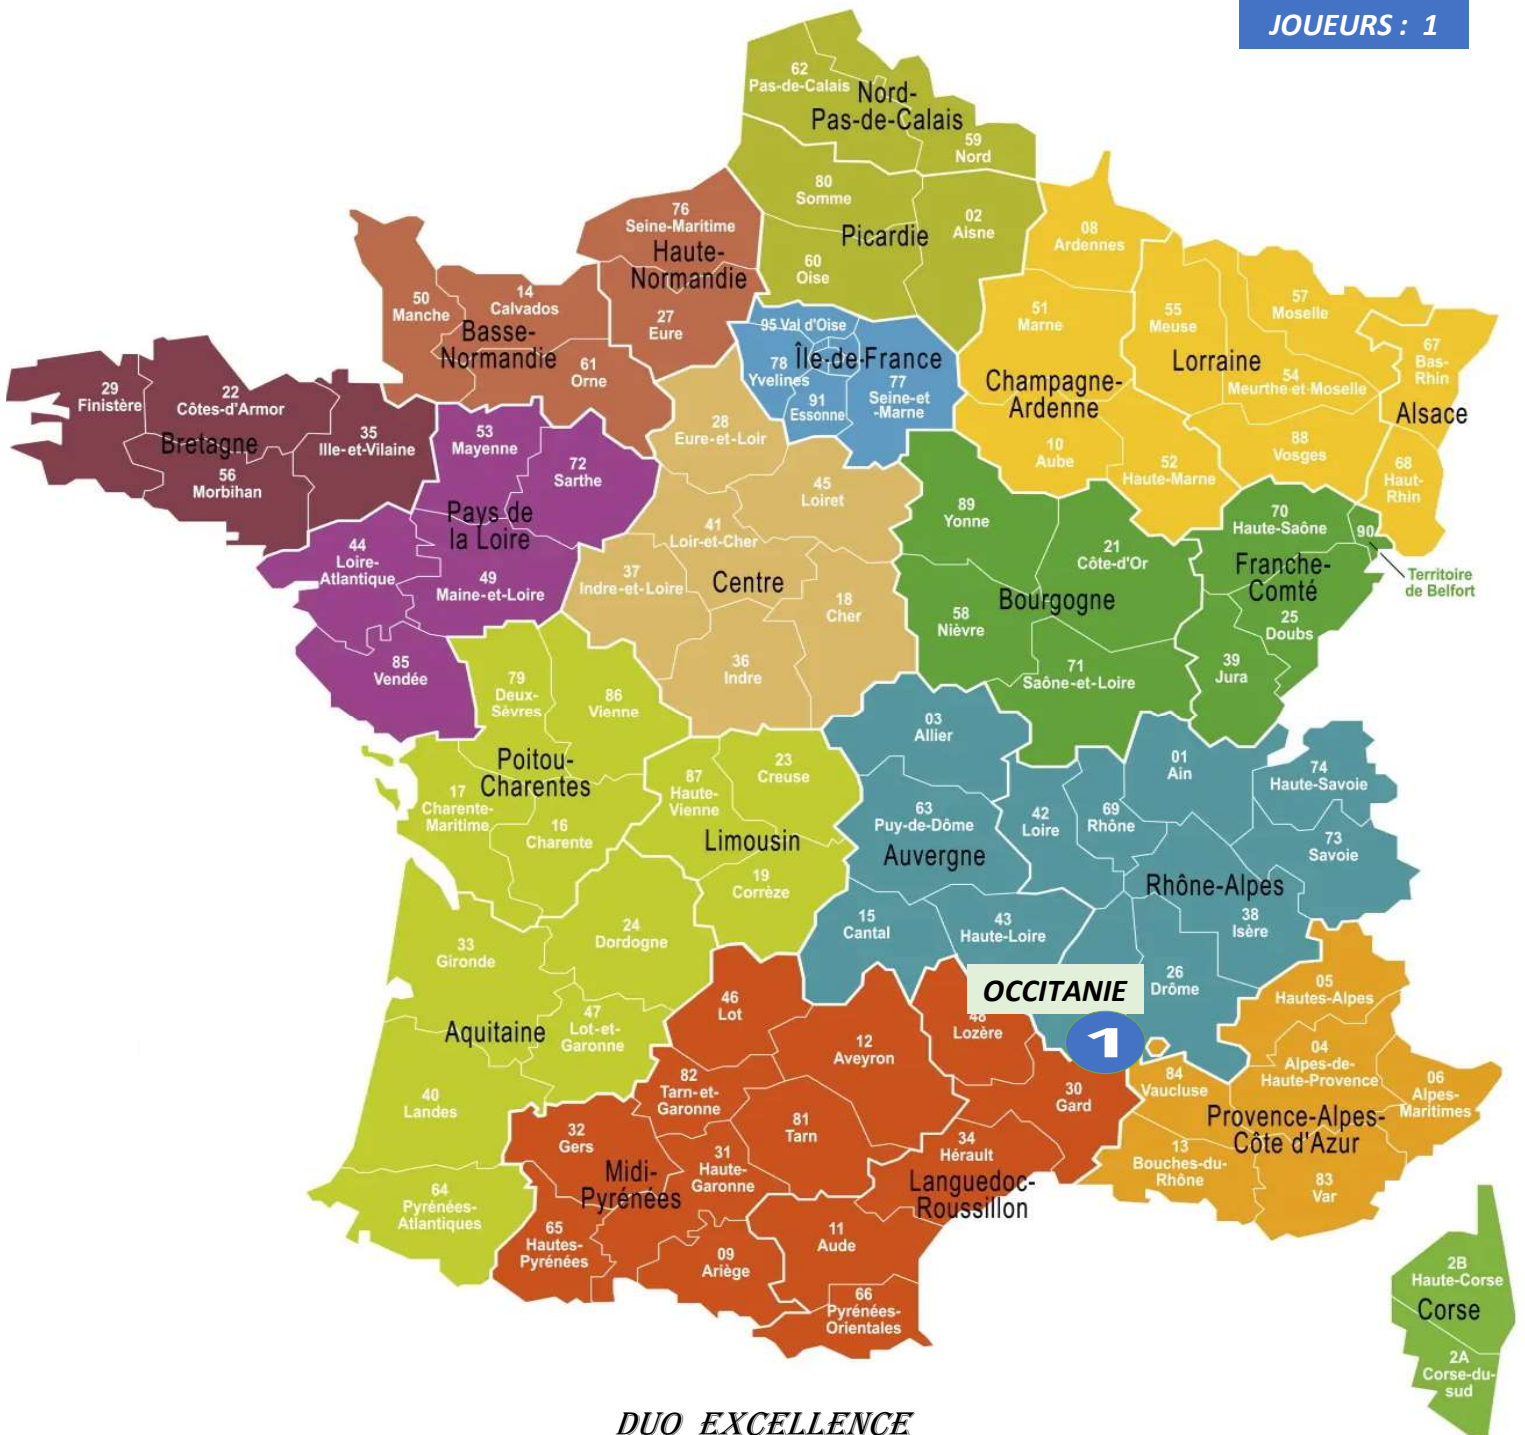 JOUEURS : 1
62
Pas-de-Calais
Nord-
Pas-de-Calais
59
Nord
80
Somme
02
Aisne
Picardie
60
Oise
76
Seine-Maritime
Haute-
Normandie
27
Eure
50
Manche
14
Calvados
Basse-
Normandie
61
Orne
08
Ardennes
51
Marne
Champagne-
Ardenne
10
Aube
52
Haute-Marne
55
Meuse
57
Moselle
Lorraine
54
Meurthe-et-Moselle
88
Vosges
67
Bas-
Rhin
Alsace
68
Haut-
Rhin
95 Val d'Oise
Île-de-France
78
Yvelines
91
Essonne
77
Seine-et
-Marne
29
Finistère
22
Côtes-d'Armor
Bretagne
35
Ille-et-Vilaine
56
Morbihan
53
Mayenne
72
Sarthe
Pays de
la Loire
44
Loire-
Atlantique
49
Maine-et-Loire
85
Vendée
28
Eure-et-Loir
45
Loiret
41
Loir-et-Cher
37
Indre-et-Loire
Centre
18
Cher
36
Indre
89
Yonne
21
Côte-d'Or
Bourgogne
58
Nièvre
71
Saône-et-Loire
70
Haute-Saône
90
Territoire
de Belfort
Franche-
Comté
25
Doubs
39
Jura
79
Deux-
Sèvres
86
Vienne
Poitou-
Charentes
17
Charente-
Maritime
16
Charente
87
Haute-
Vienne
23
Creuse
Limousin
19
Corrèze
03
Allier
63
Puy-de-Dôme
Auvergne
15
Cantal
43
Haute-Loire
42
Loire
69
Rhône
01
Ain
74
Haute-Savoie
73
Savoie
Rhône-Alpes
38
Isère
26
Drôme
33
Gironde
24
Dordogne
Aquitaine
47
Lot-et-
Garonne
40
Landes
64
Pyrénées-
Atlantiques
46
Lot
12
Aveyron
82
Tarn-et-
Garonne
81
Tarn
32
Gers
31
Haute-
Garonne
Midi-
Pyrénées
65
Hautes-
Pyrénées
09
Ariège
OCCITANIE
1
48
Lozère
30
Gard
34
Hérault
Languedoc-
Roussillon
11
Aude
66
Pyrénées-
Orientales
05
Hautes-Alpes
04
Alpes-de-
Haute-Provence
06
Alpes-
Maritimes
84
Vaucluse
Provence-Alpes-
Côte d'Azur
13
Bouches-du-
Rhône
83
Var
2B
Haute-Corse
Corse
2A
Corse-du-
sud
DUO EXCELLENCE